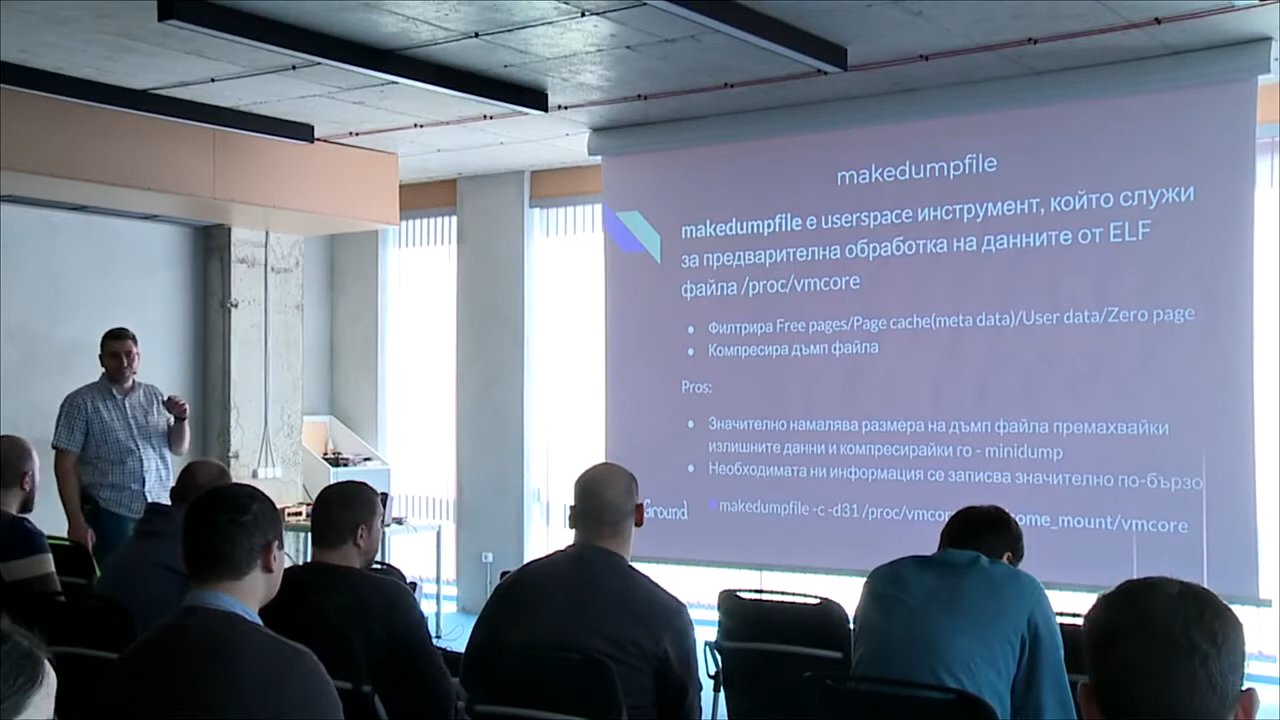 makedumpfile
makedumpfile е userspace инструмент, който служи
за предварителна обработка на данните от ELF
файла /proc/vmcore
• Филтрира Free pages/Page cache(meta data)/User data/Zero page
• Компресира дъмп файла
Pros:
• Значително намалява размера на дъмп файла премахвайки
излишните данни и компресирайки го - minidump
• Необходимата ни информация се записва значително по-бързо
Ground
makedumpfile -c -d31 /proc/vmcor ome_mount/vmcore